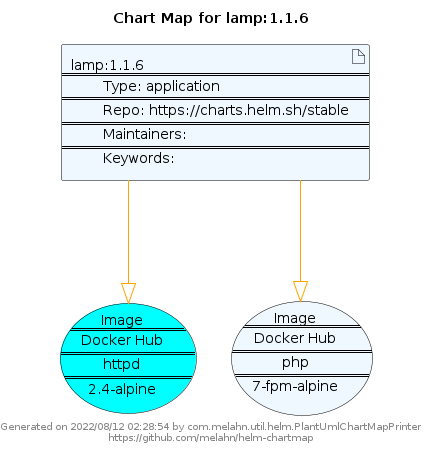 Chart Map for lamp:1.1.6
lamp:1.1.6
Type: application
Repo: https://charts.helm.sh/stable
Maintainers:
Keywords:
Image
Docker Hub
httpd
2.4-alpine
Image
Docker Hub
php
7-fpm-alpine
Generated on 2022/08/12 02:28:54 by com.melahn.util.helm.PlantUmlChartMapPrinter
https://github.com/melahn/helm-chartmap